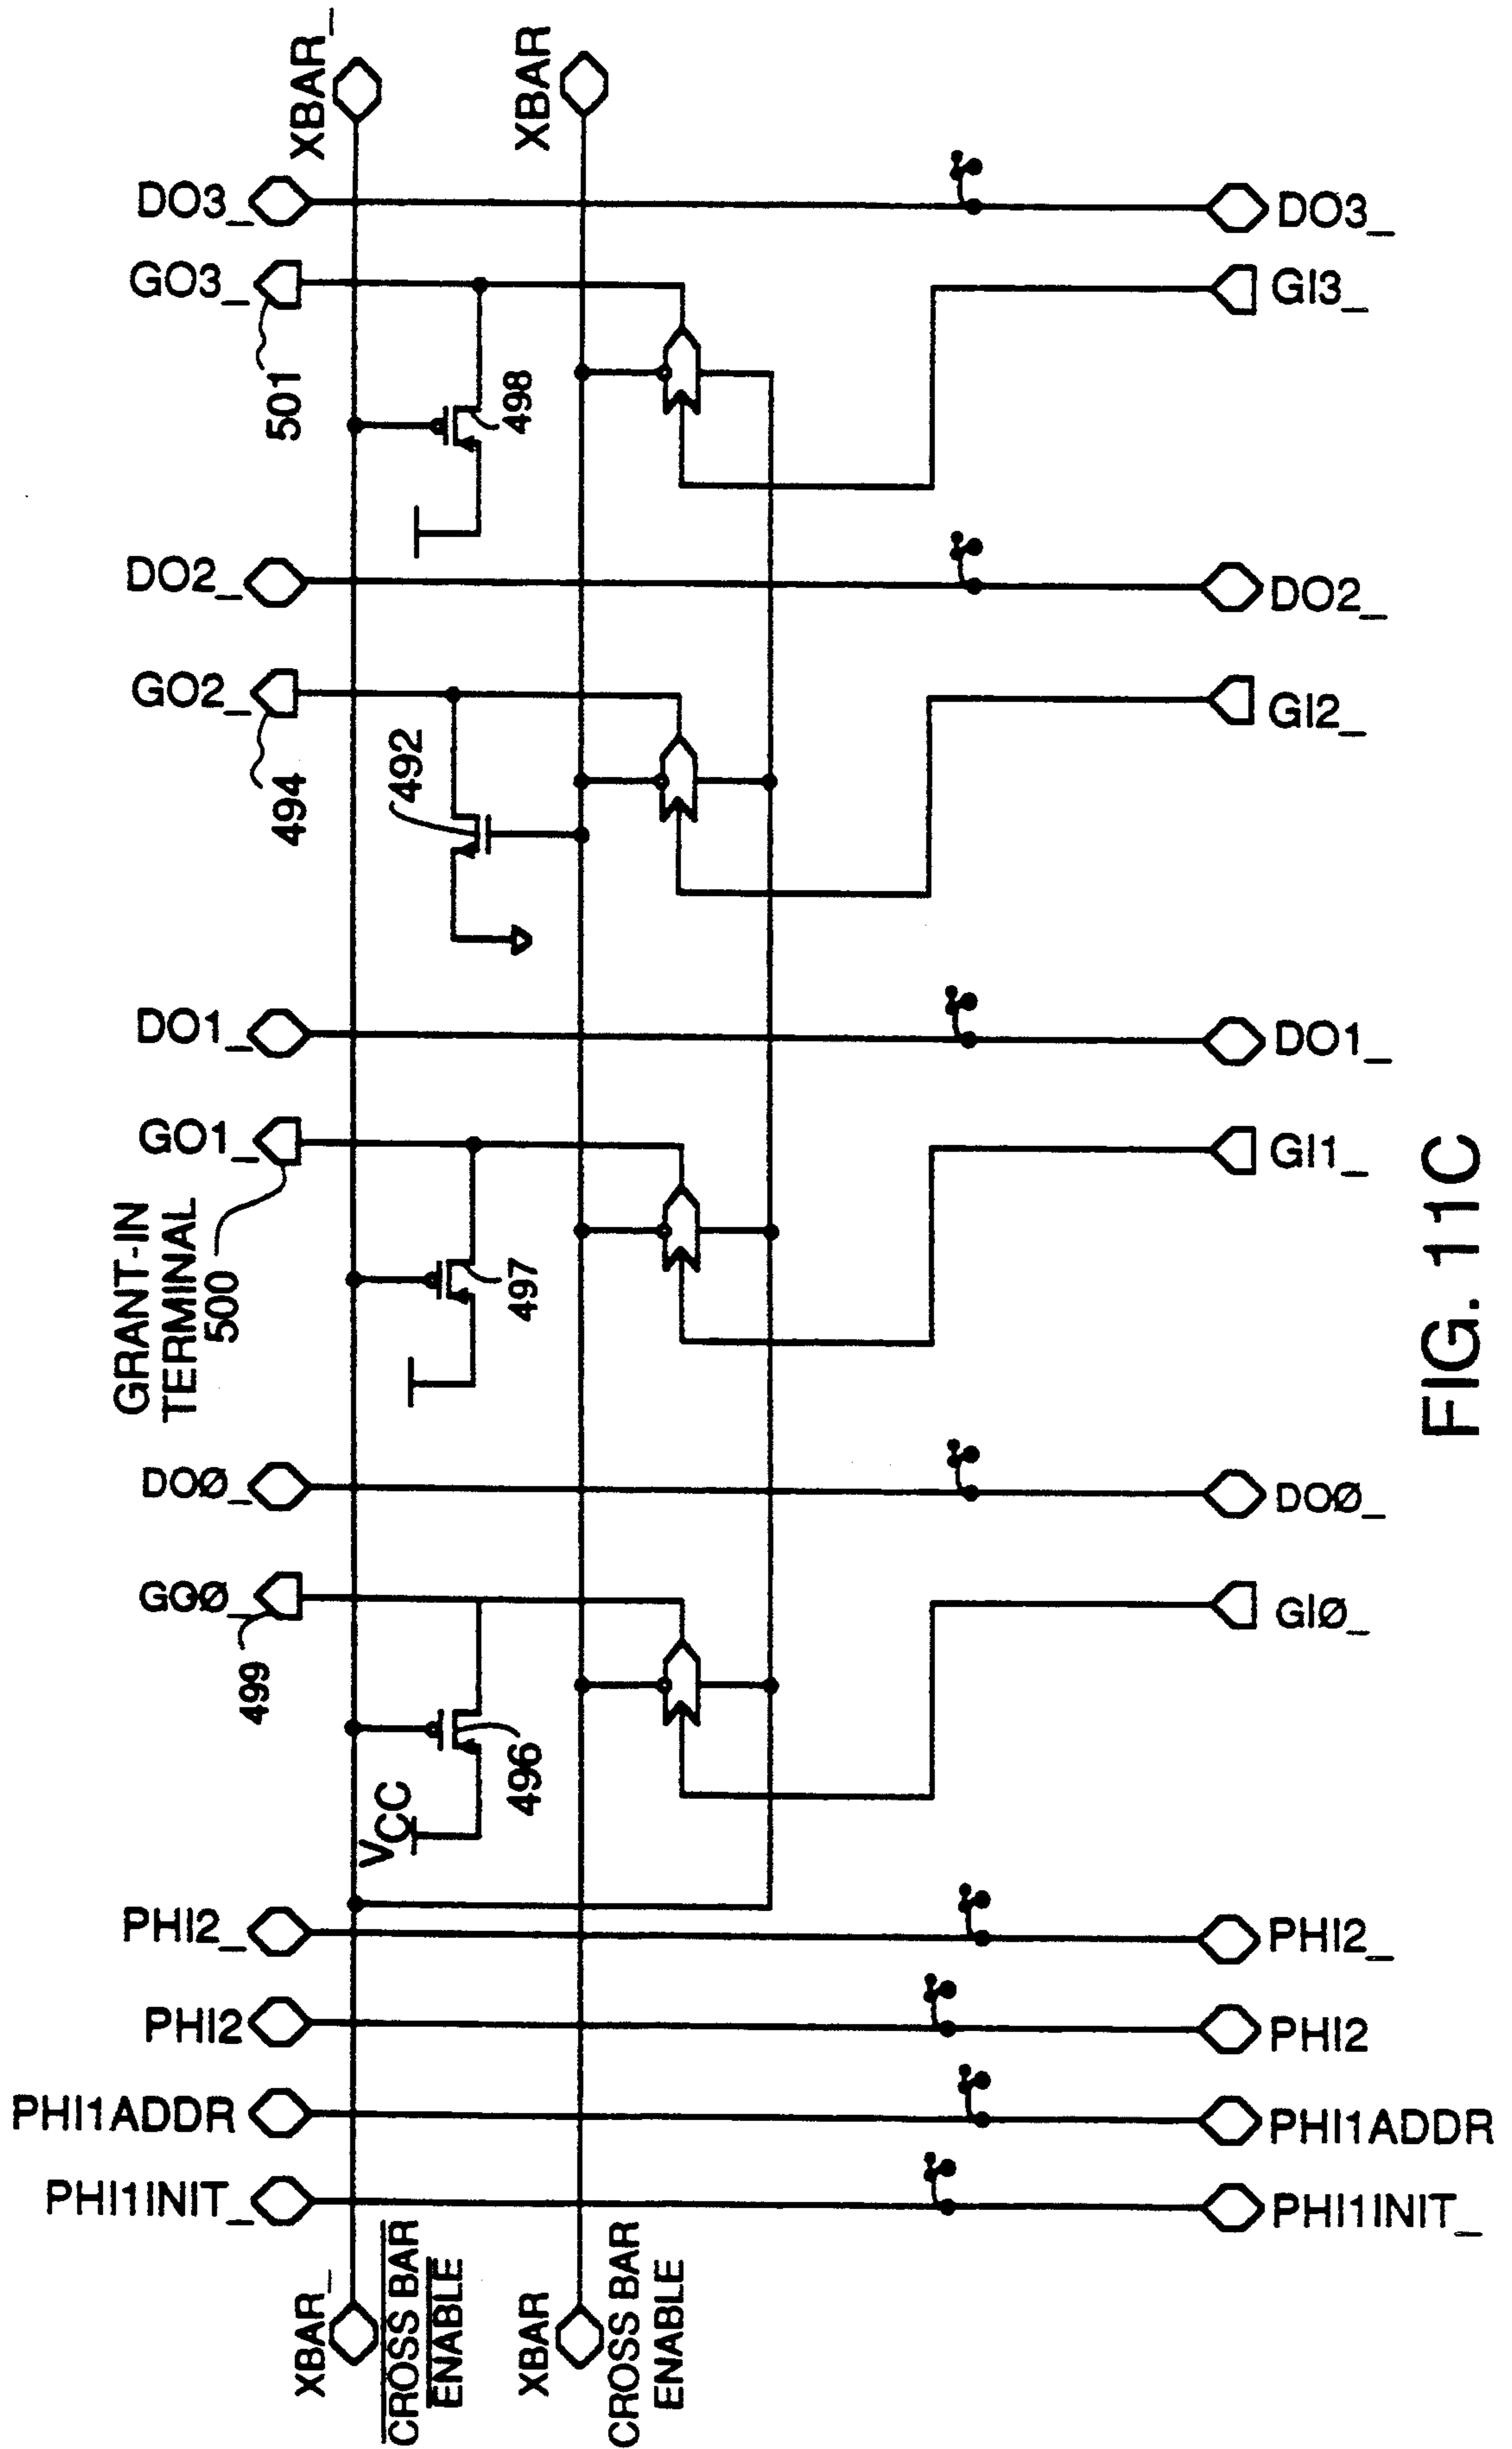 PHI1INIT_
PHI1ADDR
PHI2
PHI2_
GOØ_
DOØ_
GO1_
DO1_
GO2_
DO2_
GO3_
DO3_
499
GRANT-IN
TERMINAL
500
494
501
XBAR_
CROSS BAR
ENABLE
XBAR_
VCC
496
497
492
498
XBAR
CROSS BAR
ENABLE
XBAR
PHI1INIT_
PHI1ADDR
PHI2
PHI2_
GIØ_
DOØ_
GI1_
DO1_
GI2_
DO2_
GI3_
DO3_
FIG. 11C